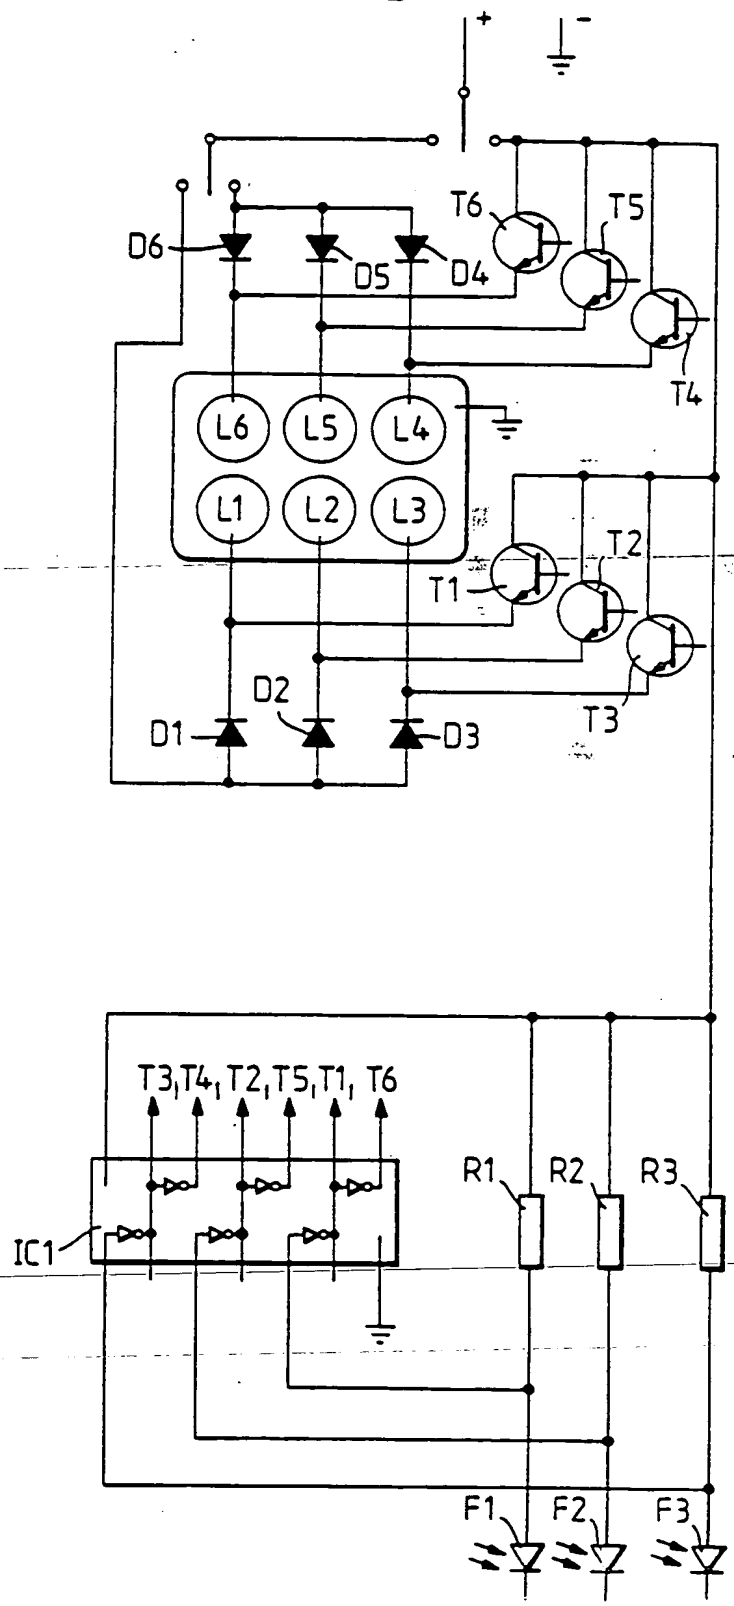 + -
T6 T5
D6 D5 D4
T4
L6 L5 L4
L1 L2 L3
T1 T2
D2
D1 D3 T3
T3, T4, T2, T5, T1, T6
R1 R2 R3
IC1
F1 F2 F3